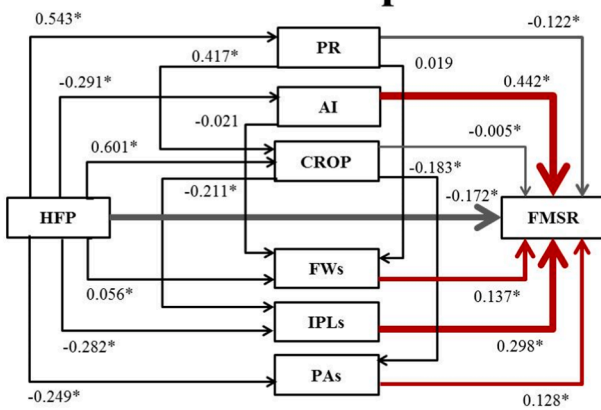 0.543*
-0.122*
PR
0.417*
0.019
-0.291*
0.442*
AI
-0.021
-0.005*
0.601*
CROP
-0.183*
-0.211*
-0.172*
HFP
FMSR
FWs
0.056*
0.137*
IPLs
-0.282*
0.298*
PAs
-0.249*
0.128*